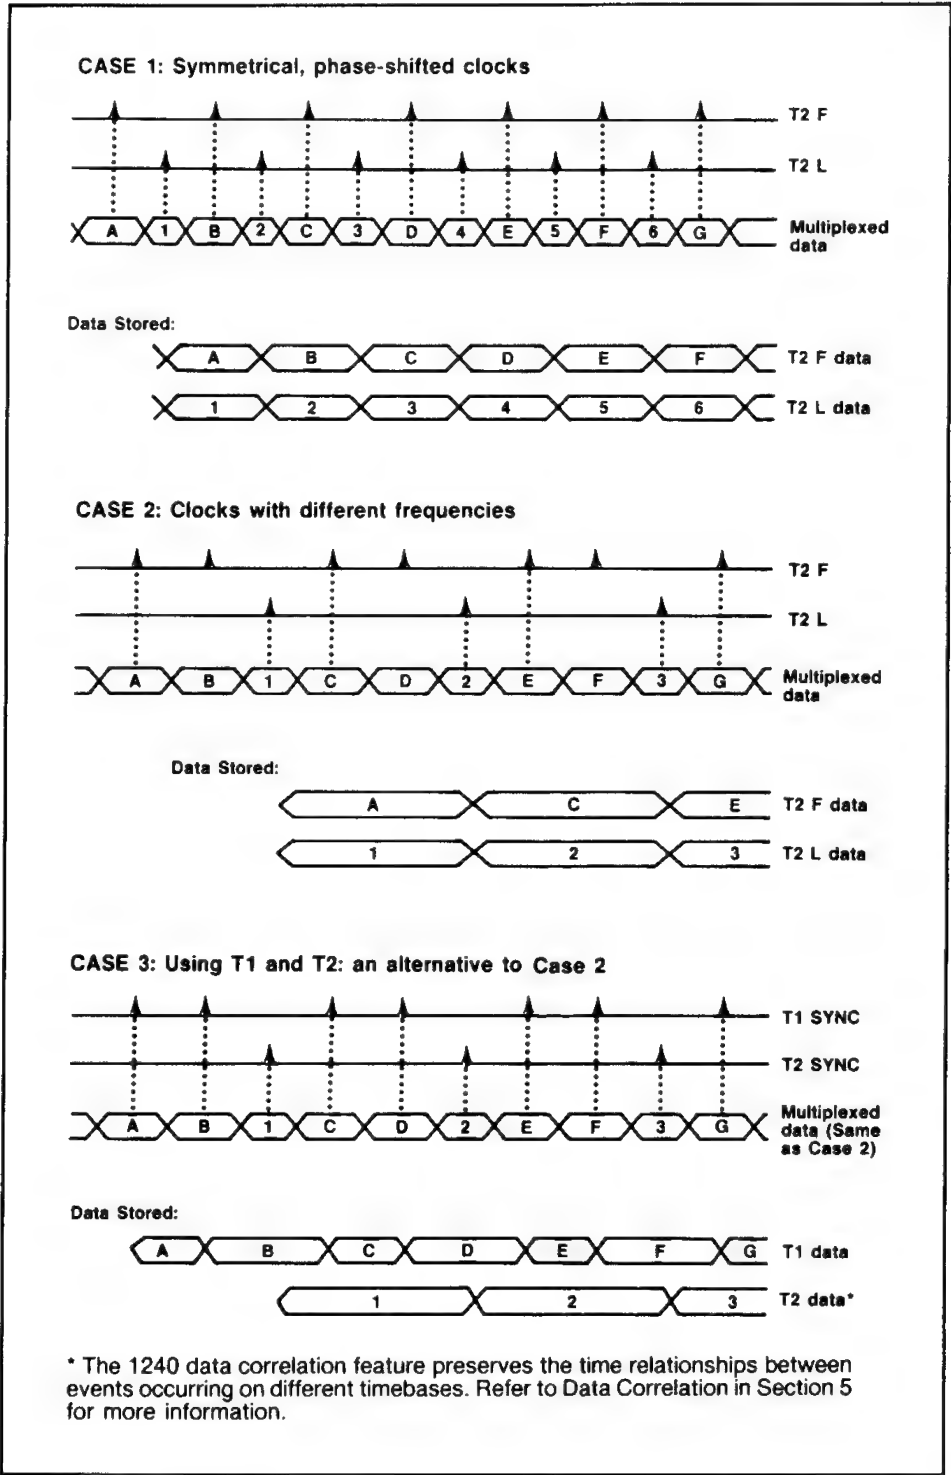 CASE 1: Symmetrical, phase-shifted clocks
T2 F
T2 L
A 1 B 2 C 3 D 4 E 5 F 6 G Multiplexed
data
Data Stored:
A B C D E F T2 F data
1 2 3 4 5 6 T2 L data
CASE 2: Clocks with different frequencies
T2 F
T2 L
A B 1 C D 2 E F 3 G Multiplexed
data
Data Stored:
A C E T2 F data
1 2 3 T2 L data
CASE 3: Using T1 and T2: an alternative to Case 2
T1 SYNC
T2 SYNC
A B 1 C D 2 E F 3 G Multiplexed
data (Same
as Case 2)
Data Stored:
A B C D E F G T1 data
1 2 3 T2 data*
* The 1240 data correlation feature preserves the time relationships between
events occurring on different timebases. Refer to Data Correlation in Section 5
for more information.